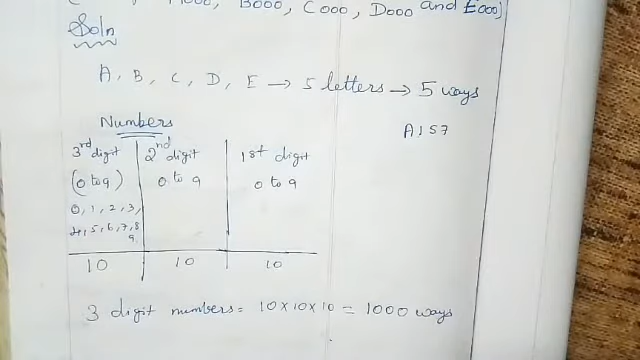 A000, B000, C000, D000 and E000)
Soln
A, B, C, D, E → 5 letters → 5 ways
A157
Numbers
3rd digit 2nd digit 1st digit
(0 to 9) 0 to 9 0 to 9
0, 1, 2, 3,
4, 5, 6, 7, 8
9
10 10 10
3 digit numbers = 10 x 10 x 10 = 1000 ways